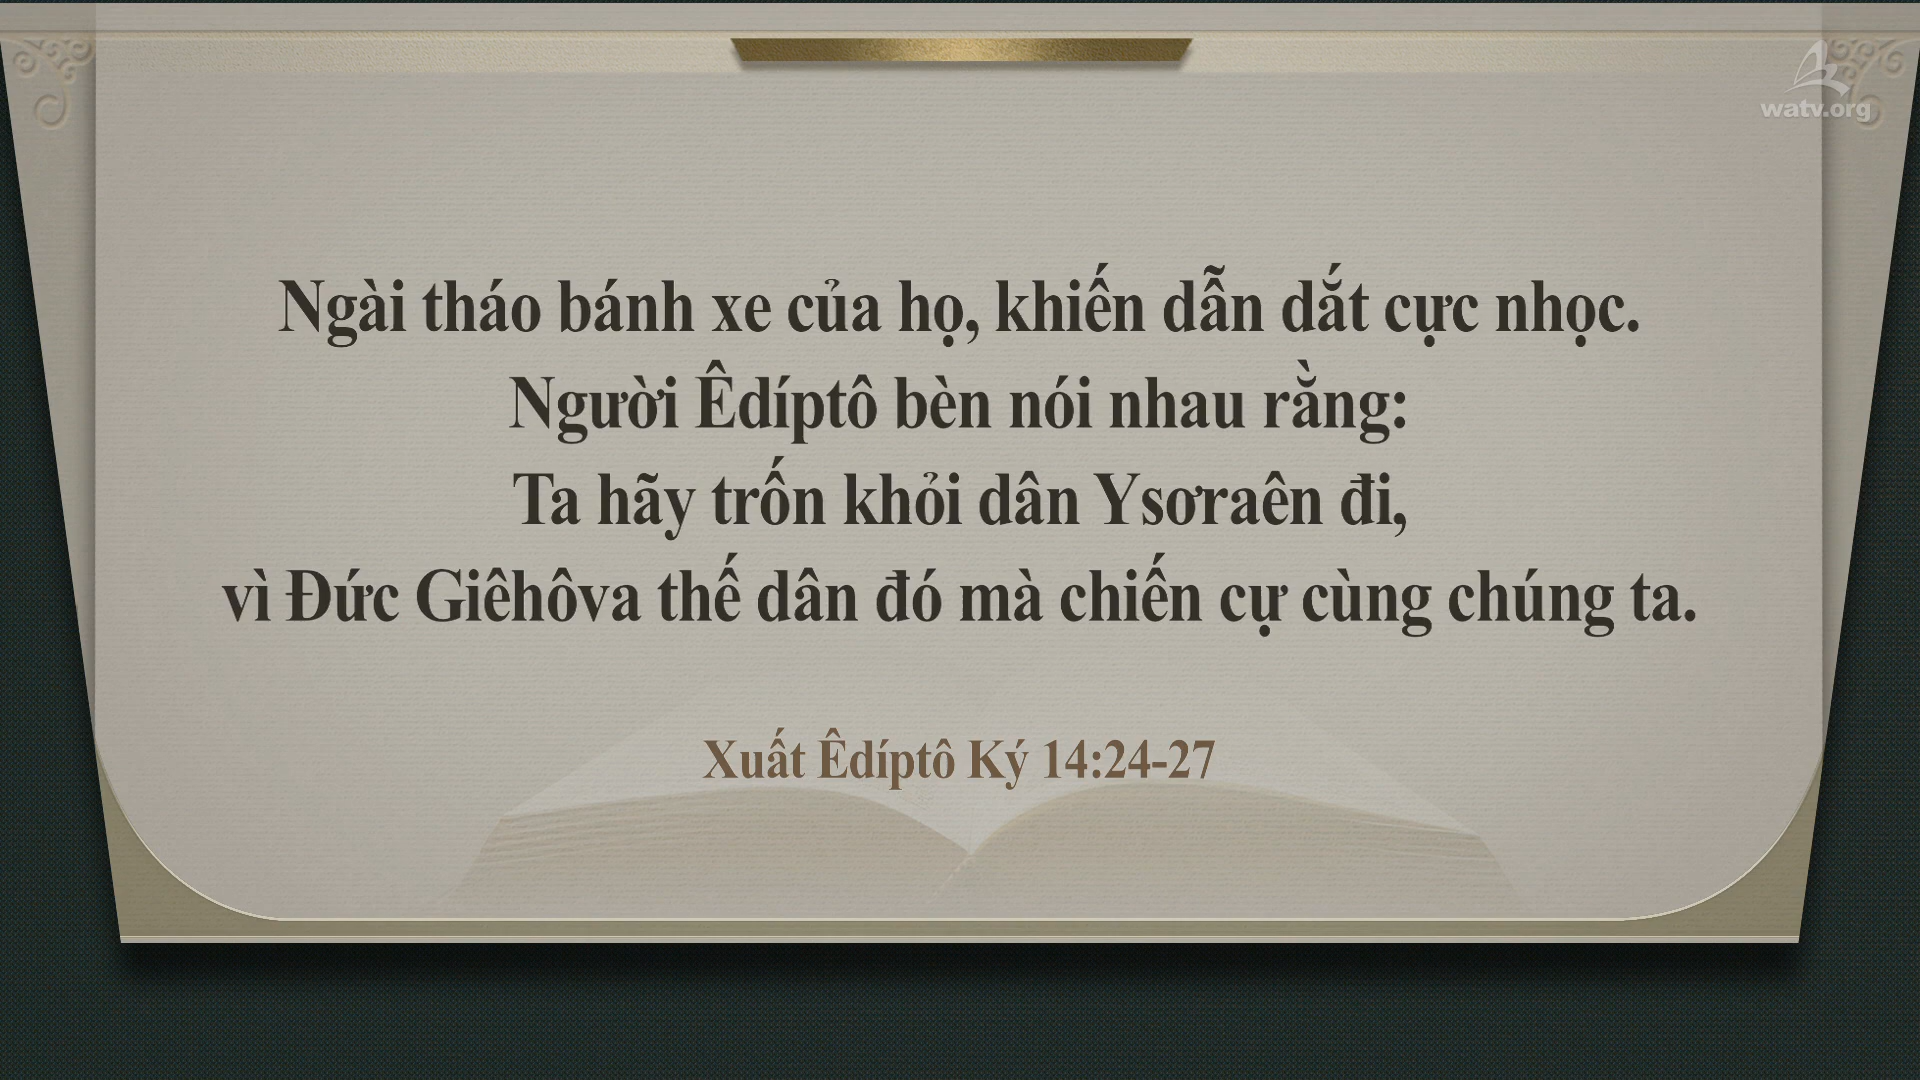 watv.org
Ngài tháo bánh xe của họ, khiến dẫn dắt cực nhọc.
Người Êdíptô bèn nói nhau rằng:
Ta hãy trốn khỏi dân Ysơraên đi,
vì Đức Giêhôva thế dân đó mà chiến cự cùng chúng ta.
Xuất Êdíptô Ký 14:24-27